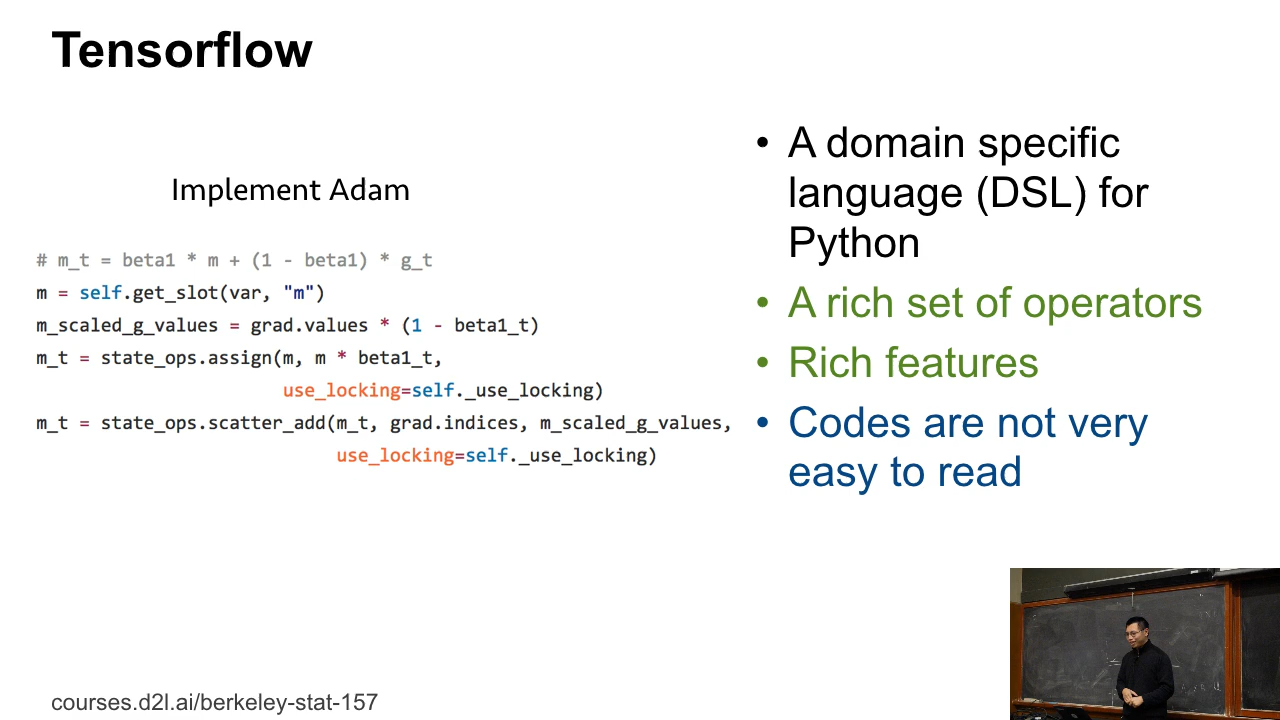 Tensorflow
Implement Adam
# m_t = beta1 * m + (1 - beta1) * g_t
m = self.get_slot(var, "m")
m_scaled_g_values = grad.values * (1 - beta1_t)
m_t = state_ops.assign(m, m * beta1_t,
use_locking=self._use_locking)
m_t = state_ops.scatter_add(m_t, grad.indices, m_scaled_g_values,
use_locking=self._use_locking)
• A domain specific
language (DSL) for
Python
• A rich set of operators
• Rich features
• Codes are not very
easy to read
courses.d2l.ai/berkeley-stat-157